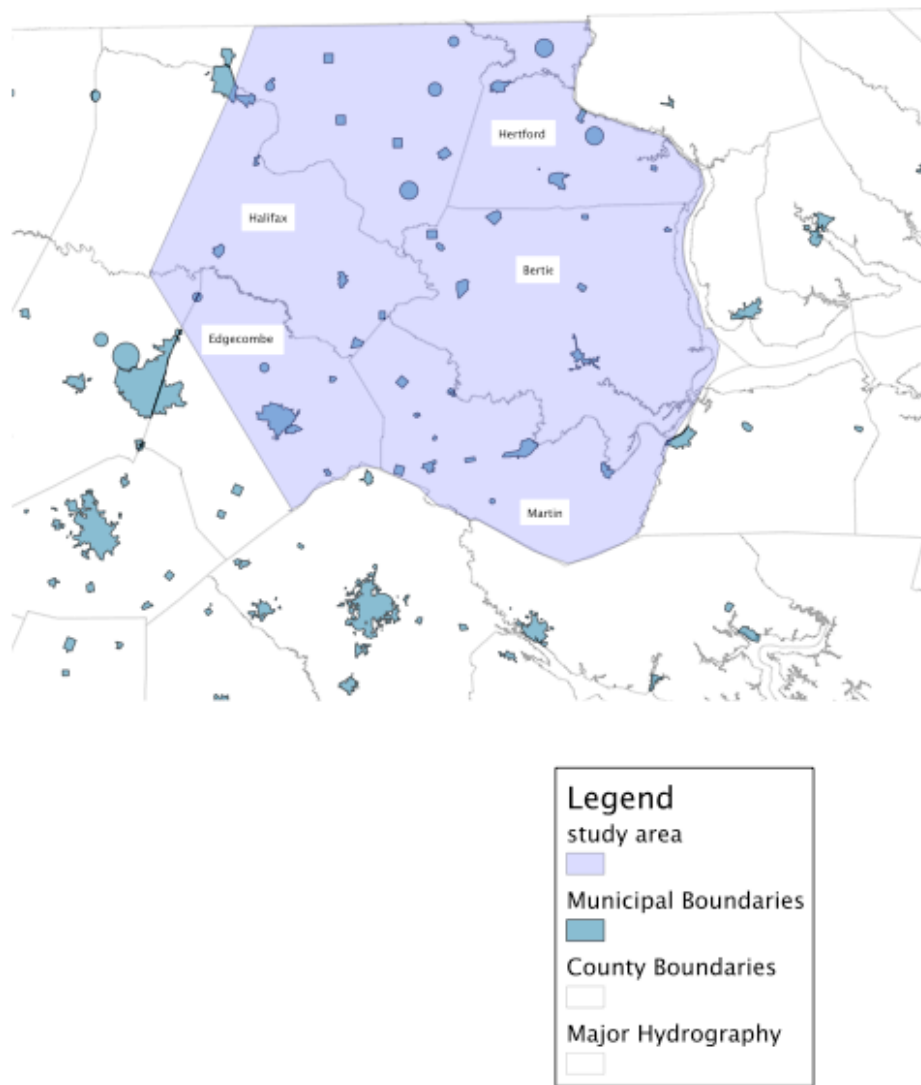 Hertford
Halifax
Bertie
Edgecombe
Martin
Legend
study area
Municipal Boundaries
County Boundaries
Major Hydrography